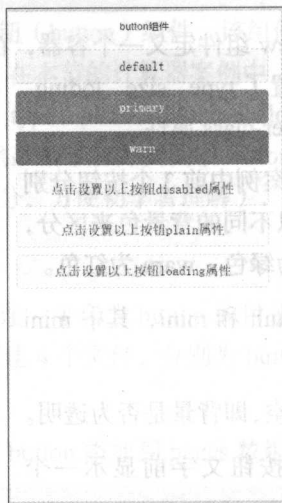 button组件
default
primary
warn
点击设置以上按钮disabled属性
点击设置以上按钮plain属性
点击设置以上按钮loading属性